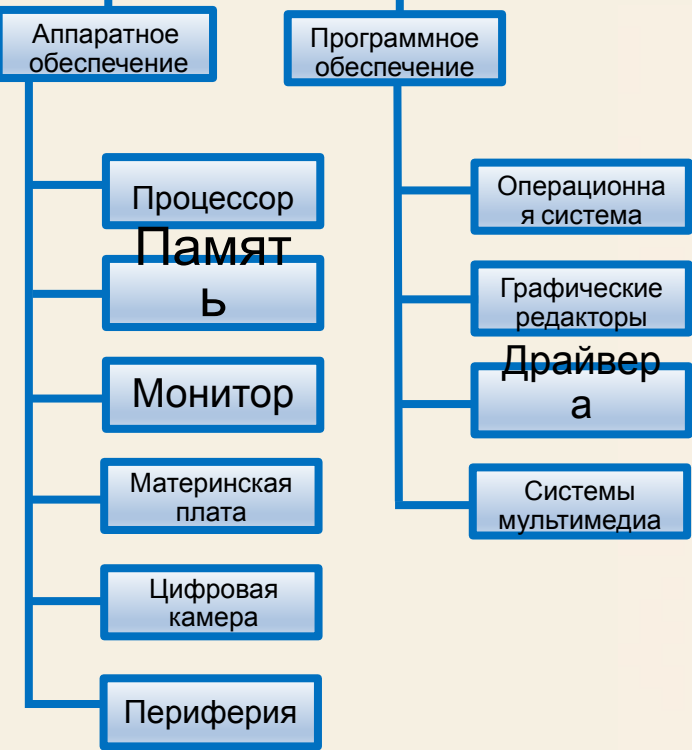 Аппаратное
обеспечение
Процессор
Памят
ь
Монитор
Материнская
плата
Цифровая
камера
Периферия
Программное
обеспечение
Операционна
я система
Графические
редакторы
Драйвер
а
Системы
мультимедиа